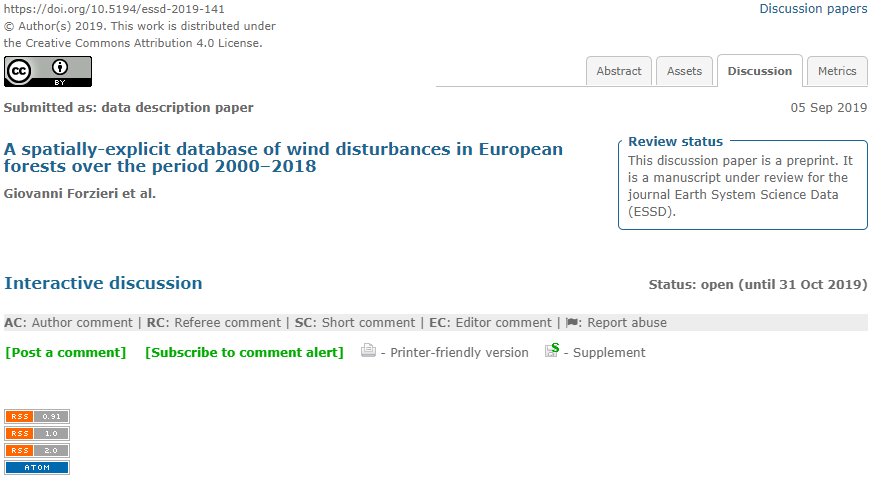 https://doi.org/10.5194/essd-2019-141
Discussion papers
© Author(s) 2019. This work is distributed under
the Creative Commons Attribution 4.0 License.
cc
BY
Abstract
Assets
Discussion
Metrics
Submitted as: data description paper
05 Sep 2019
A spatially-explicit database of wind disturbances in European
forests over the period 2000–2018
Giovanni Forzieri et al.
Review status
This discussion paper is a preprint. It
is a manuscript under review for the
journal Earth System Science Data
(ESSD).
Interactive discussion
Status: open (until 31 Oct 2019)
AC: Author comment | RC: Referee comment | SC: Short comment | EC: Editor comment | : Report abuse
[Post a comment] [Subscribe to comment alert] - Printer-friendly version S - Supplement
RSS 0.91
RSS 1.0
RSS 2.0
ATOM